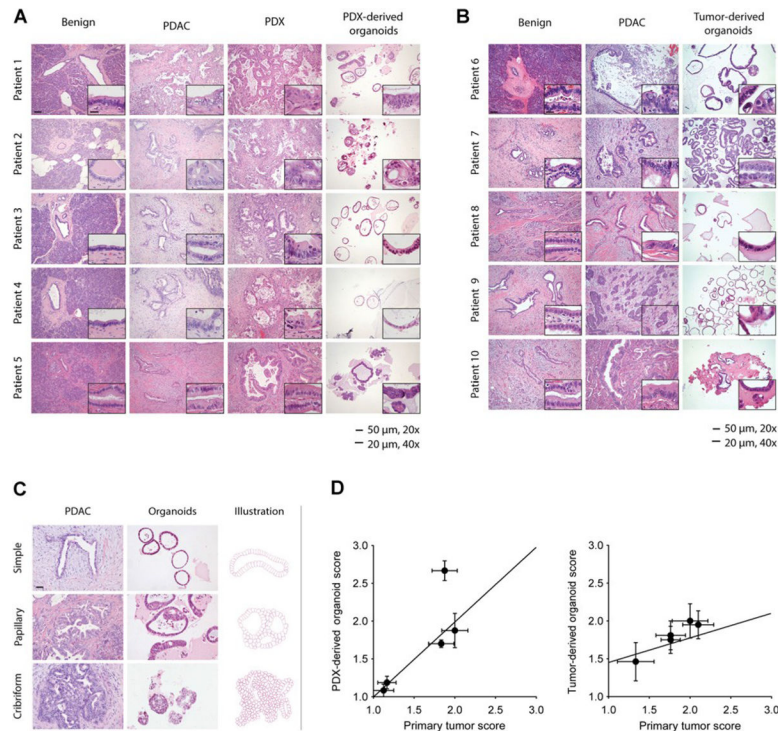 A
Benign
PDAC
PDX
PDX-derived
organoids
Patient 1
Patient 2
Patient 3
Patient 4
Patient 5
50 µm, 20x
20 µm, 40x
B
Benign
PDAC
Tumor-derived
organoids
Patient 6
7
Patient 8
Patient 9
Patient 10
50 µm, 20x
20 µm, 40x
C
PDAC
Organoids
Illustration
Simple
Papillary
Cribriform
D
PDX-derived organoid score
3.0
2.5
2.0
1.5
1.0
1.0 1.5 2.0 2.5 3.0
Primary tumor score
Tumor-derived organoid score
3.0
2.5
2.0
1.5
1.0
1.0 1.5 2.0 2.5 3.0
Primary tumor score